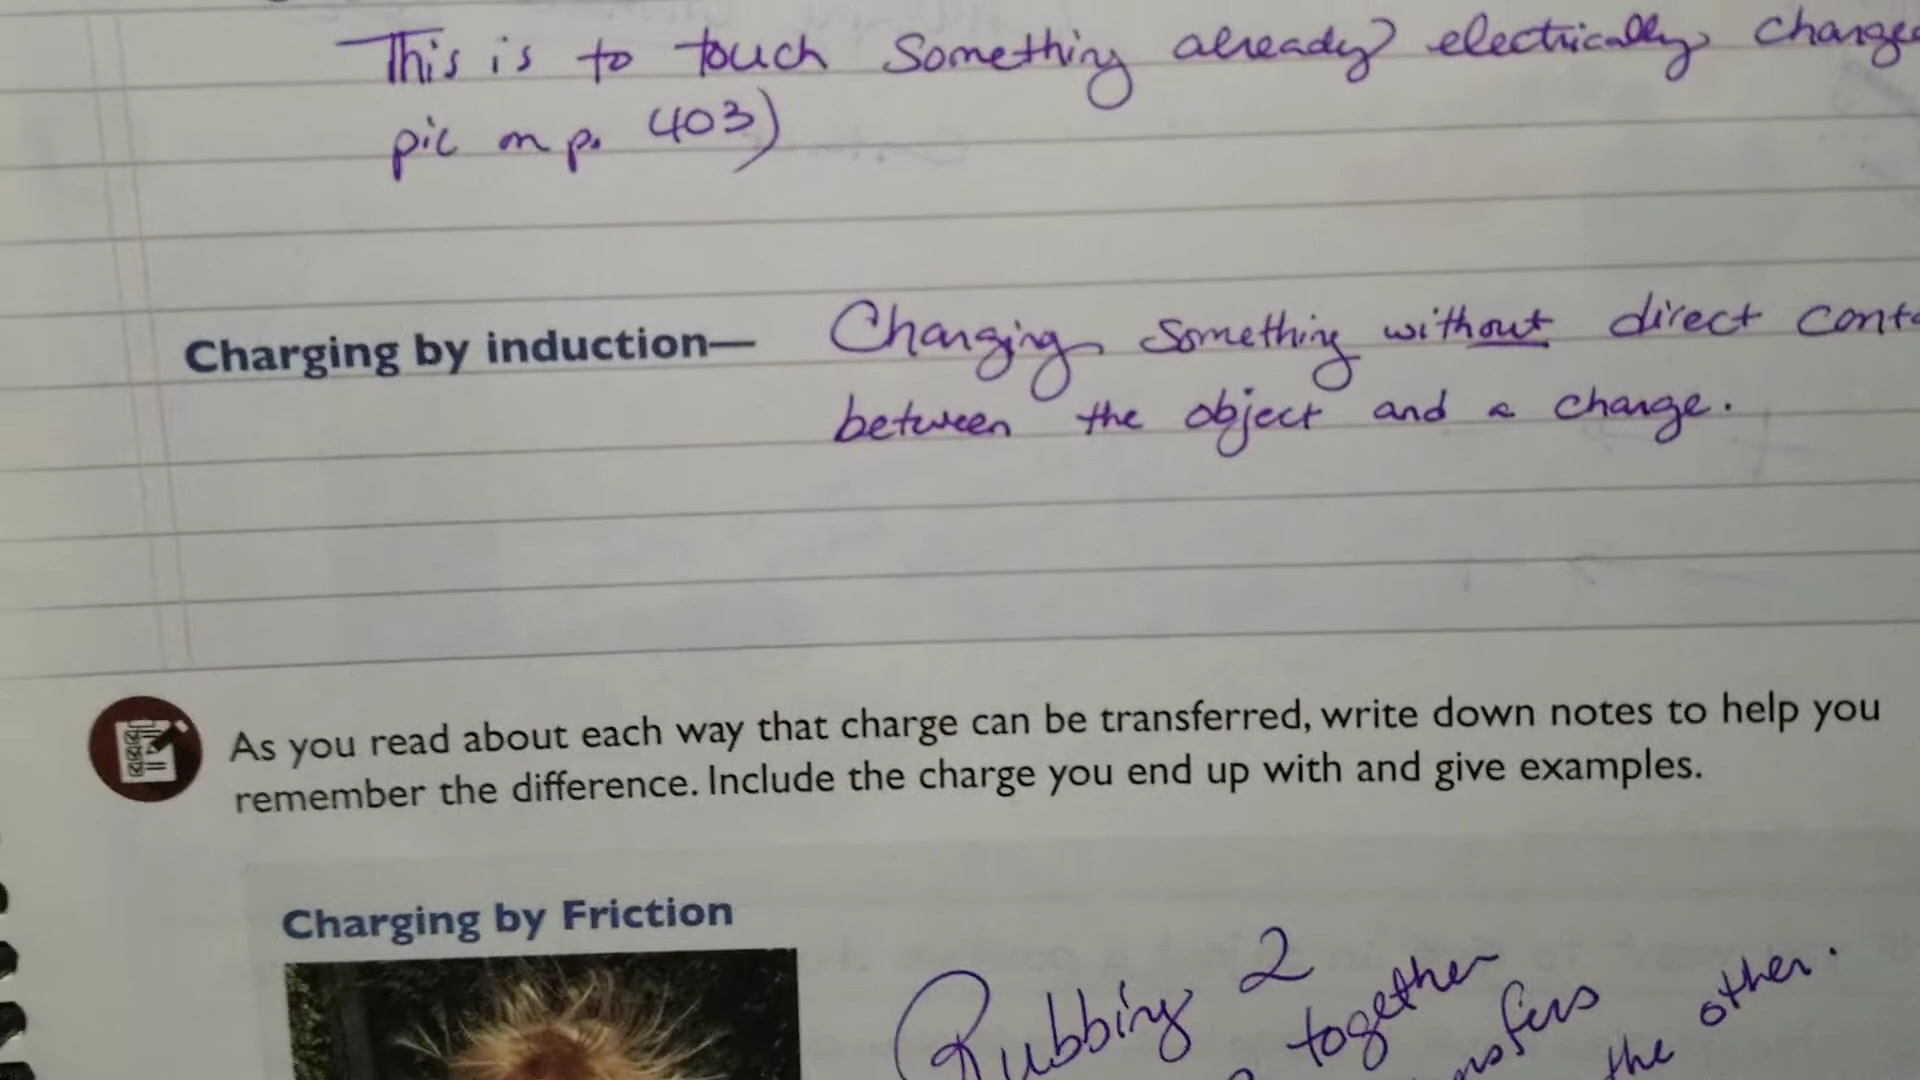 This is to touch something already electrically
pic on p. 403)
Charging by induction— Charging something without direct
between the object and a charge.
As you read about each way that charge can be transferred, write down notes to help you
remember the difference. Include the charge you end up with and give examples.
Charging by Friction
Rubbing 2
together
the other.